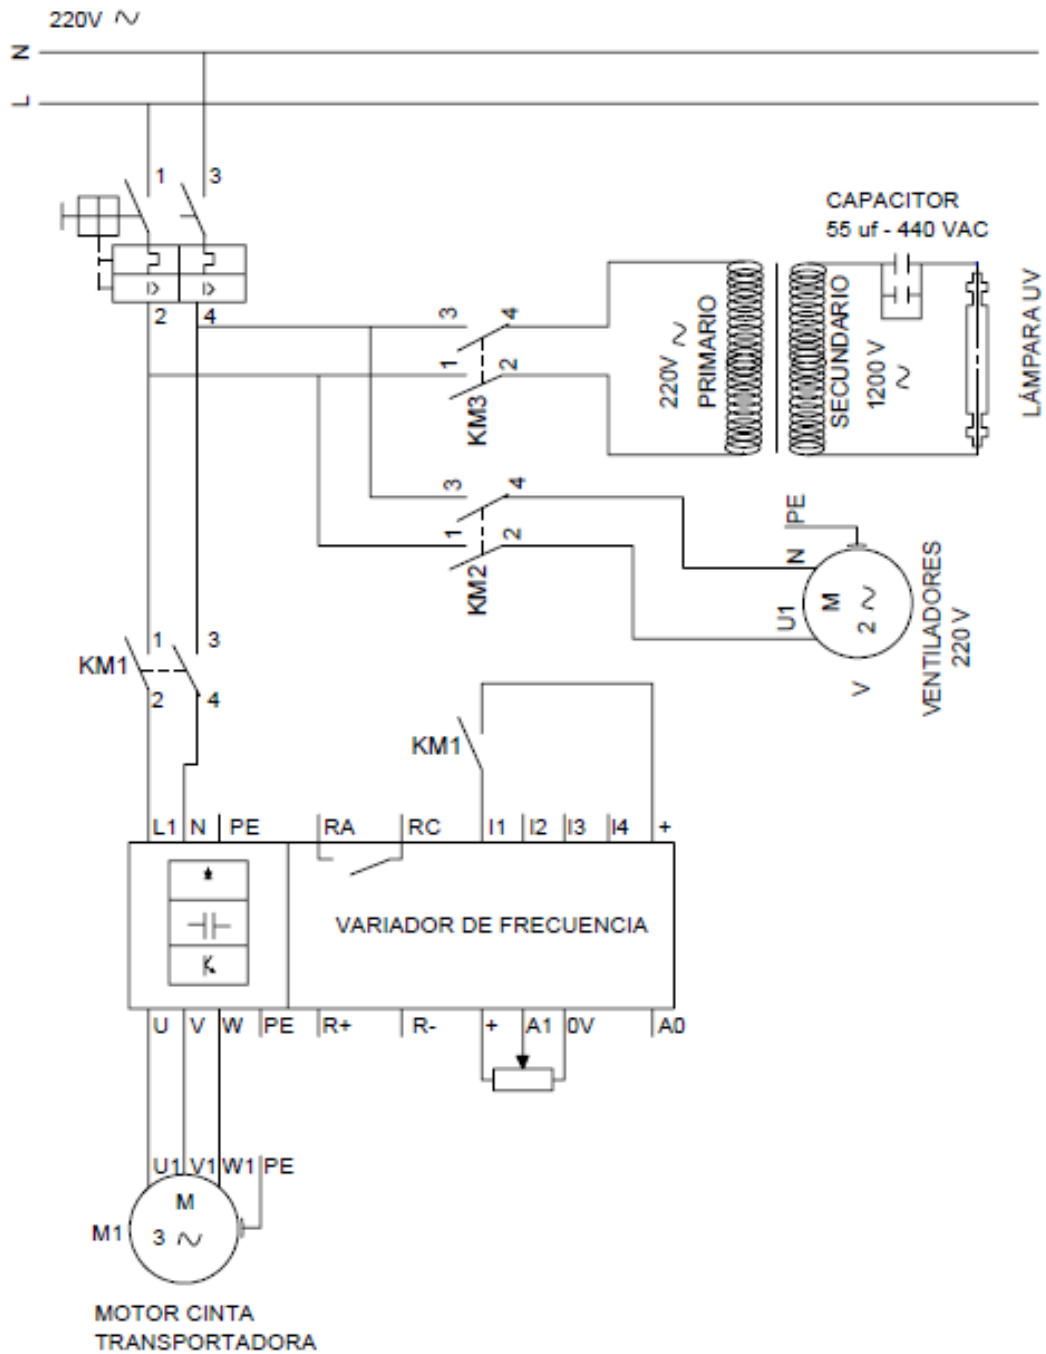 220V ∿
N
L
1
3
I>
I>
2
4
3
4
1
2
KM3
220V ∿
PRIMARIO
SECUNDARIO
1200 V
∿
CAPACITOR
55 uf - 440 VAC
LÁMPARA UV
3
4
1
2
KM2
PE
N
U1
M
2 ∿
V
VENTILADORES
220 V
KM1
1
3
2
4
KM1
L1
N
PE
RA
RC
I1
I2
I3
I4
+
VARIADOR DE FRECUENCIA
U
V
W
PE
R+
R-
+
A1
0V
A0
U1
V1
W1
PE
M1
M
3 ∿
MOTOR CINTA
TRANSPORTADORA